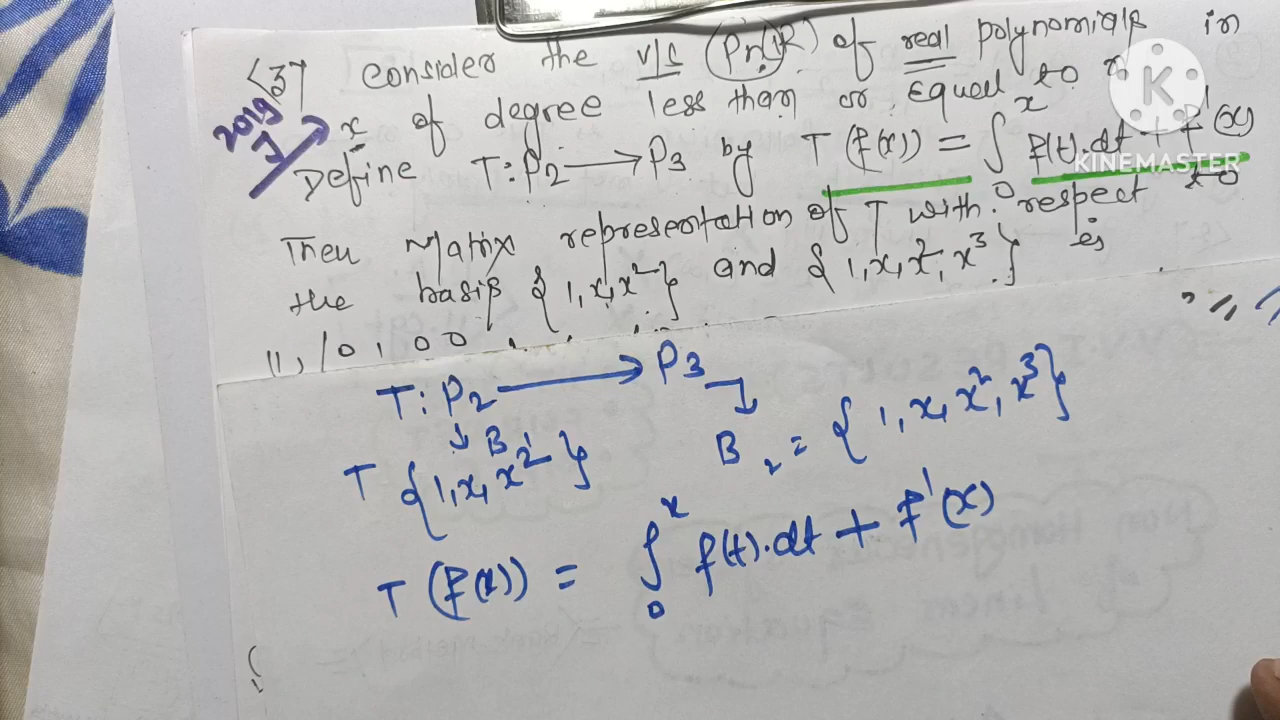 <3> consider the v/s (Pn(R) of real polynomials in
2019
J
x of degree less than or equal to n
Define T: P2 → P3 by T (f(x)) = ∫₀ˣ f(t).dt + f'(x)
K
KINEMASTER
Then Matrix representation of T with respect to
the basis {1, x, x²} and {1, x, x², x³} is
T: P2 → P3
B1
T {1, x, x²}
B2 = {1, x, x², x³}
T (f(x)) = ∫₀ˣ f(t).dt + f'(x)